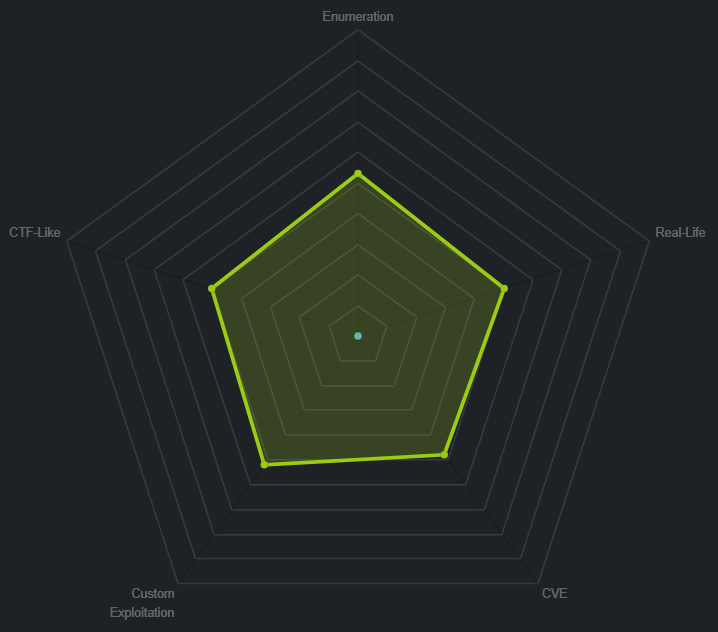 Enumeration
CTF-Like
Real-Life
Custom
Exploitation
CVE